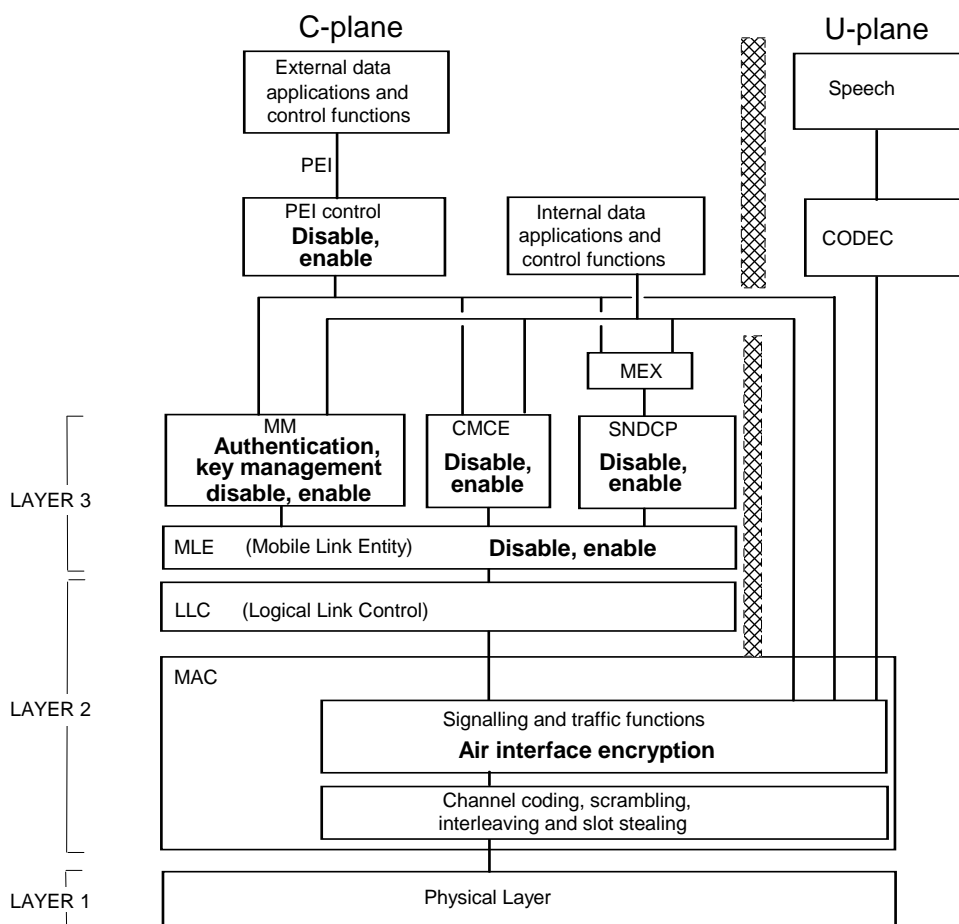 C-plane
U-plane
External data
applications and
control functions
Speech
PEI
PEI control
Disable,
enable
Internal data
applications and
control functions
CODEC
MEX
LAYER 3
MM
Authentication,
key management
disable, enable
CMCE
Disable,
enable
SNDCP
Disable,
enable
MLE (Mobile Link Entity) Disable, enable
LLC (Logical Link Control)
LAYER 2
MAC
Signalling and traffic functions
Air interface encryption
Channel coding, scrambling,
interleaving and slot stealing
LAYER 1
Physical Layer